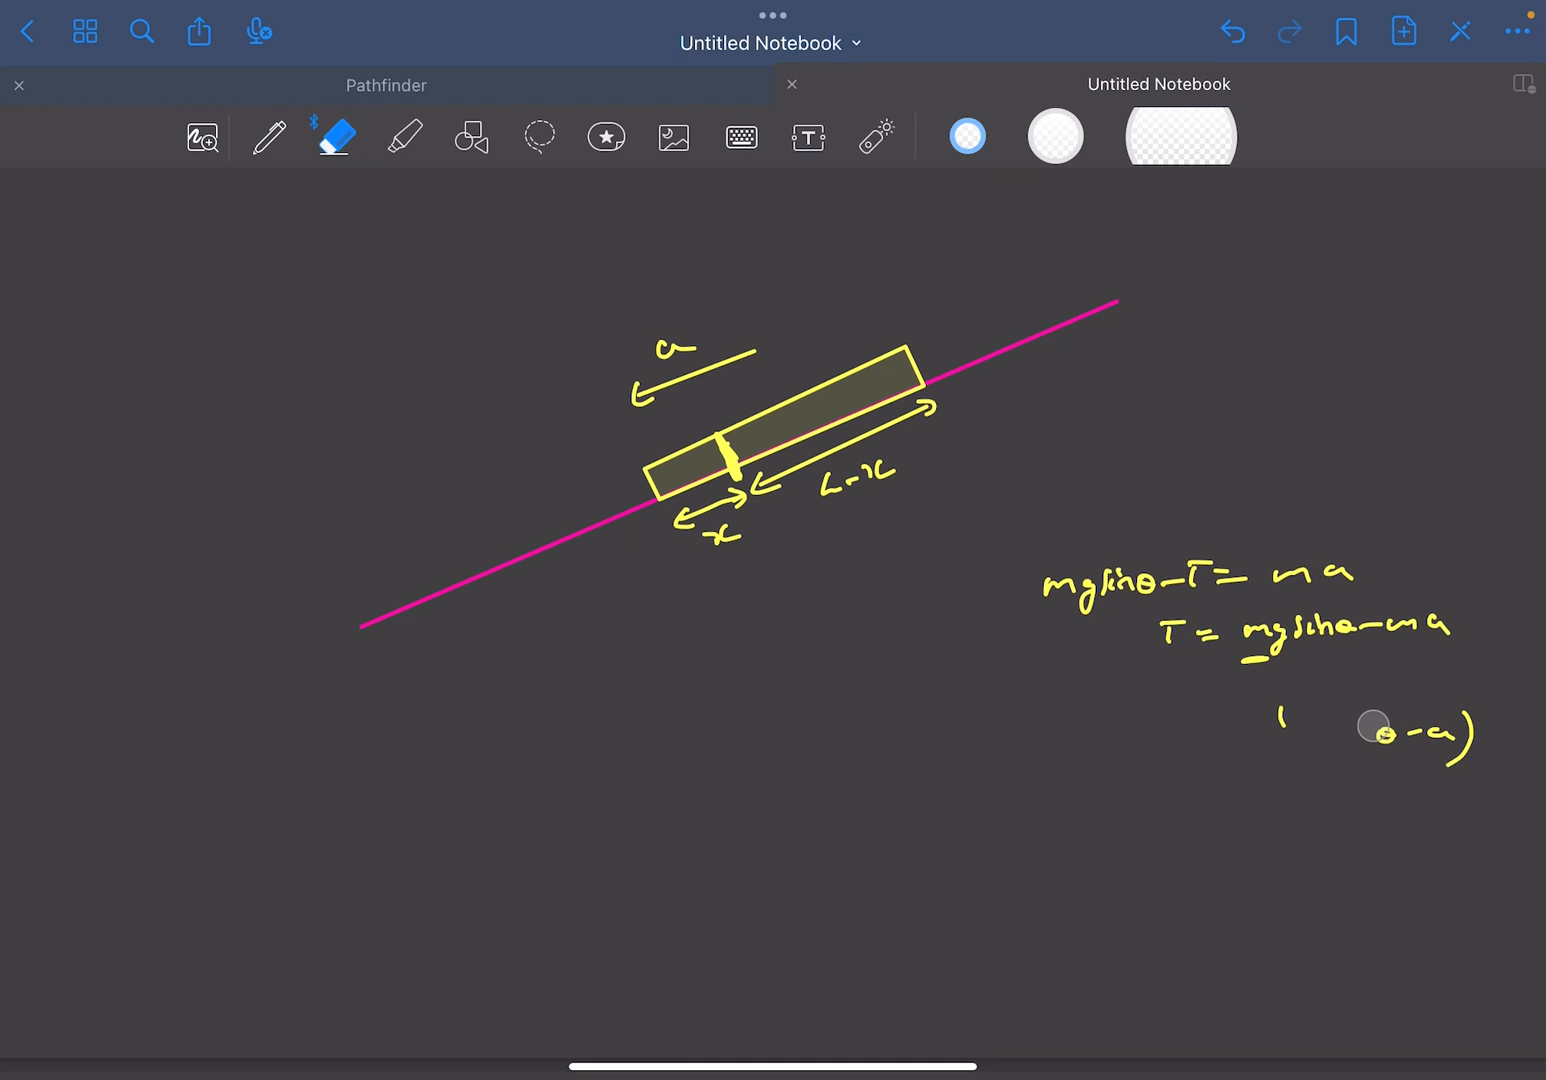 Untitled Notebook
Pathfinder
Untitled Notebook
T
a
L-x
x
mg sinθ - T = ma
T = mg sinθ - ma
( θ - a)